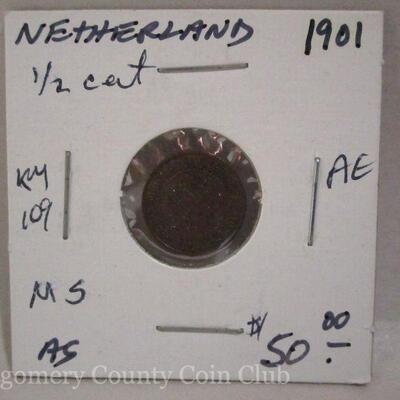 NETHERLAND 1901
1/2 cent
KM
109
AE
MS
AS
$50.00
gomery County Coin Club